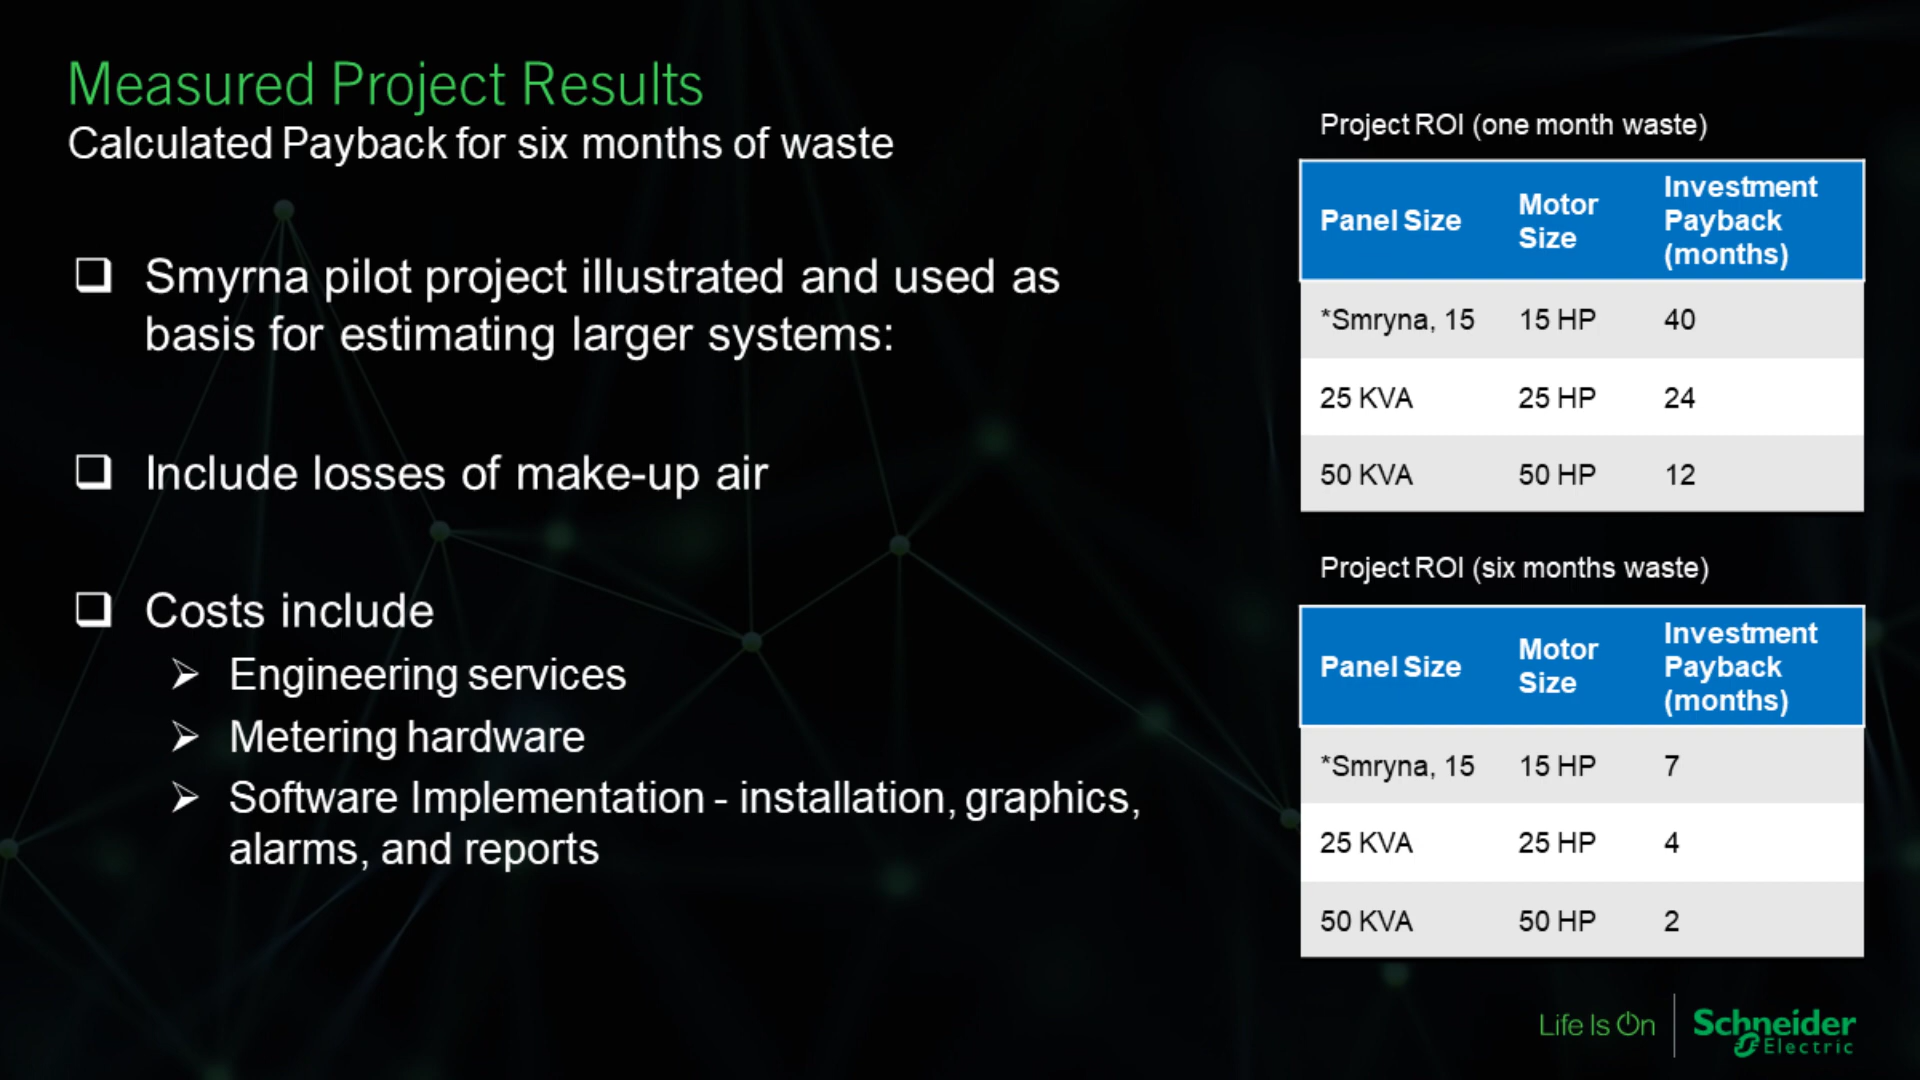 Measured Project Results
Calculated Payback for six months of waste
Smyrna pilot project illustrated and used as
basis for estimating larger systems:
Include losses of make-up air
Costs include
Engineering services
Metering hardware
Software Implementation - installation, graphics,
alarms, and reports
Project ROI (one month waste)
Panel Size Motor Size Investment Payback (months)
*Smryna, 15 15 HP 40
25 KVA 25 HP 24
50 KVA 50 HP 12
Project ROI (six months waste)
Panel Size Motor Size Investment Payback (months)
*Smryna, 15 15 HP 7
25 KVA 25 HP 4
50 KVA 50 HP 2
Life Is On
Schneider
Electric